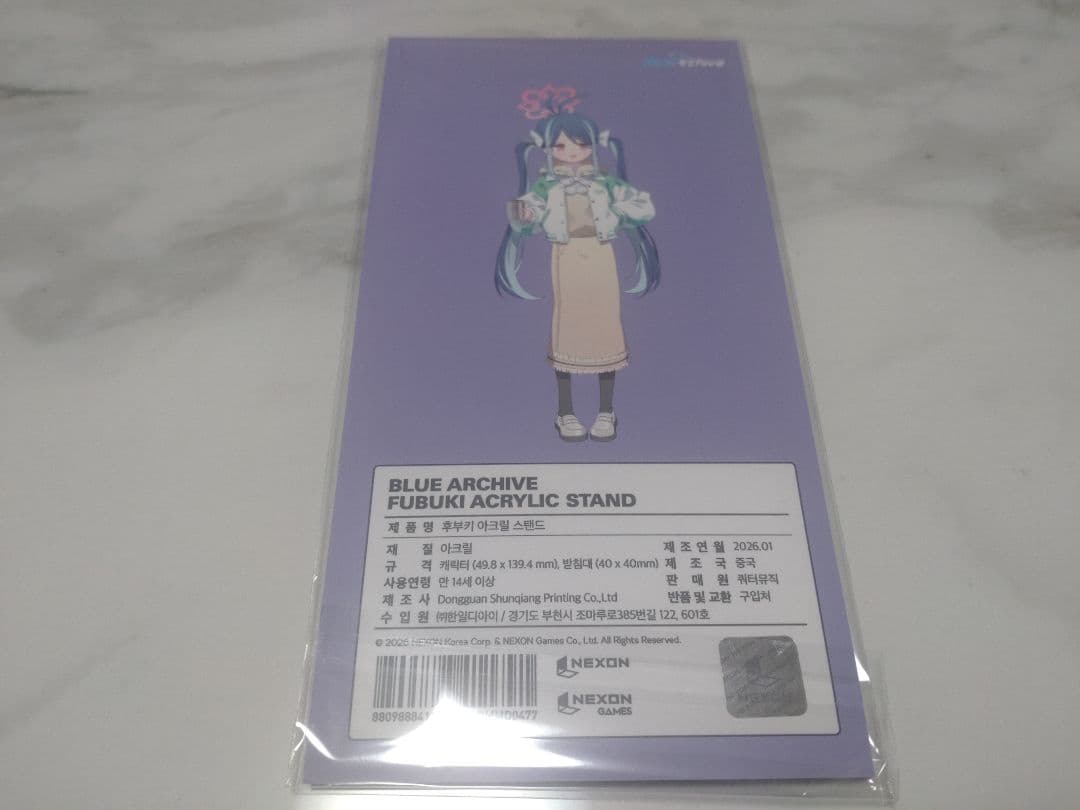 BLUE ARCHIVE
FUBUKI ACRYLIC STAND
제 품 명 후부키 아크릴 스탠드
재 질 아크릴 제 조 연 월 2026.01
규 격 캐릭터 (49.8 x 139.4 mm), 받침대 (40 x 40mm) 제 조 국 중국
사용연령 만 14세 이상 판 매 원 쿼터뮤직
제 조 사 Dongguan Shunqiang Printing Co.,Ltd 반품 및 교환 구입처
수 입 원 ㈜한일디아이 / 경기도 부천시 조마루로385번길 122, 601호
© 2026 NEXON Korea Corp. & NEXON Games Co., Ltd. All Rights Reserved.
NEXON
NEXON
GAMES
NEXON